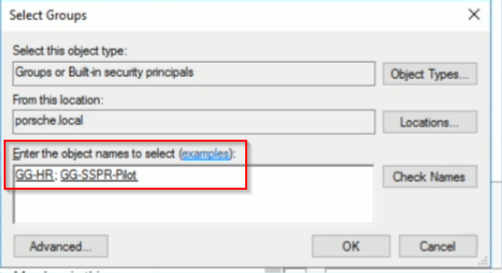 Select Groups
Select this object type:
Groups or Built-in security principals
Object Types...
From this location:
porsche.local
Locations...
Enter the object names to select (examples):
GG-HR; GG-SSPR-Pilot
Check Names
Advanced...
OK
Cancel